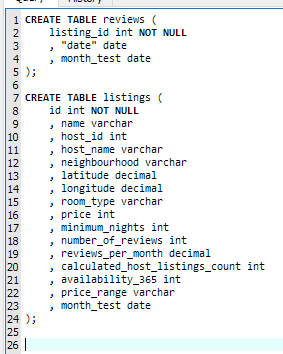 Query History
1 CREATE TABLE reviews (
2 listing_id int NOT NULL
3 , "date" date
4 , month_test date
5 );
6
7 CREATE TABLE listings (
8 id int NOT NULL
9 , name varchar
10 , host_id int
11 , host_name varchar
12 , neighbourhood varchar
13 , latitude decimal
14 , longitude decimal
15 , room_type varchar
16 , price int
17 , minimum_nights int
18 , number_of_reviews int
19 , reviews_per_month decimal
20 , calculated_host_listings_count int
21 , availability_365 int
22 , price_range varchar
23 , month_test date
24 );
25
26